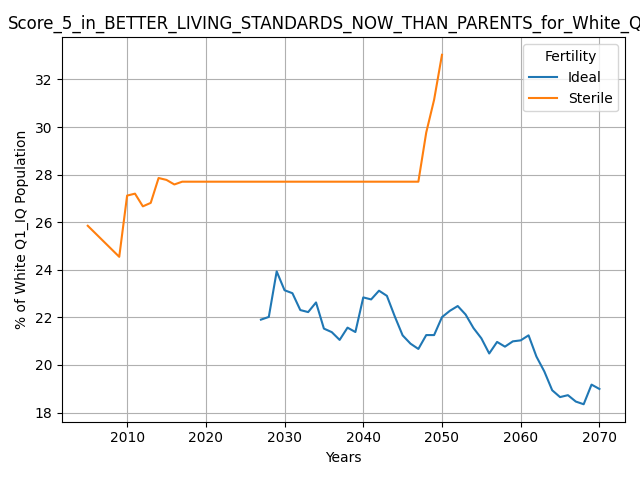 Score_5_in_BETTER_LIVING_STANDARDS_NOW_THAN_PARENTS_for_White_Q
Fertility
Ideal
Sterile
% of White Q1_IQ Population
32
30
28
26
24
22
20
18
2010 2020 2030 2040 2050 2060 2070
Years